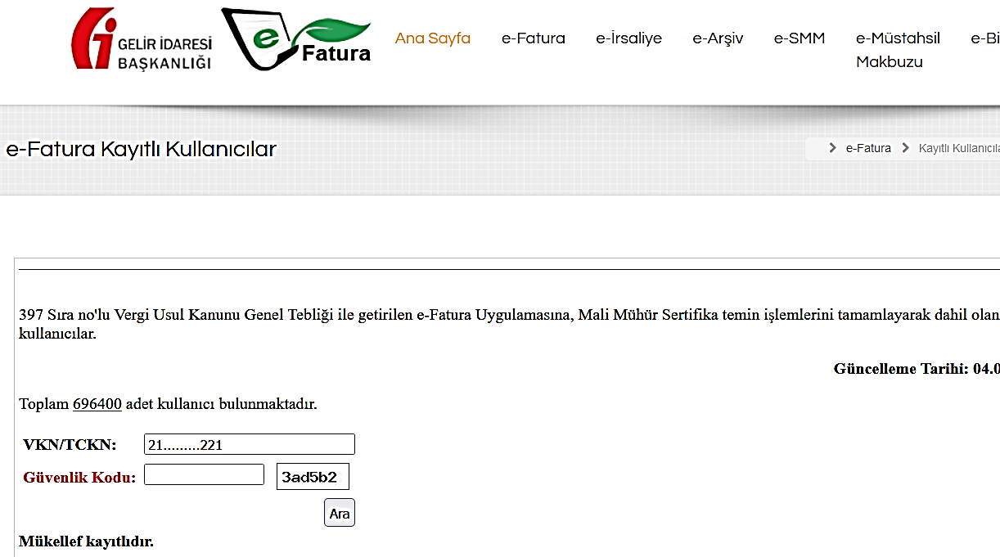 GELİR İDARESİ
BAŞKANLIĞI
e
Fatura
Ana Sayfa e-Fatura e-İrsaliye e-Arşiv e-SMM e-Müstahsil Makbuzu e-Bi
e-Fatura Kayıtlı Kullanıcılar
e-Fatura Kayıtlı Kullanıcıla
397 Sıra no'lu Vergi Usul Kanunu Genel Tebliği ile getirilen e-Fatura Uygulamasına, Mali Mühür Sertifika temin işlemlerini tamamlayarak dahil olan
kullanıcılar.
Güncelleme Tarihi: 04.0
Toplam 696400 adet kullanıcı bulunmaktadır.
VKN/TCKN: 21.........221
Güvenlik Kodu: 3ad5b2
Ara
Mükellef kayıtlıdır.